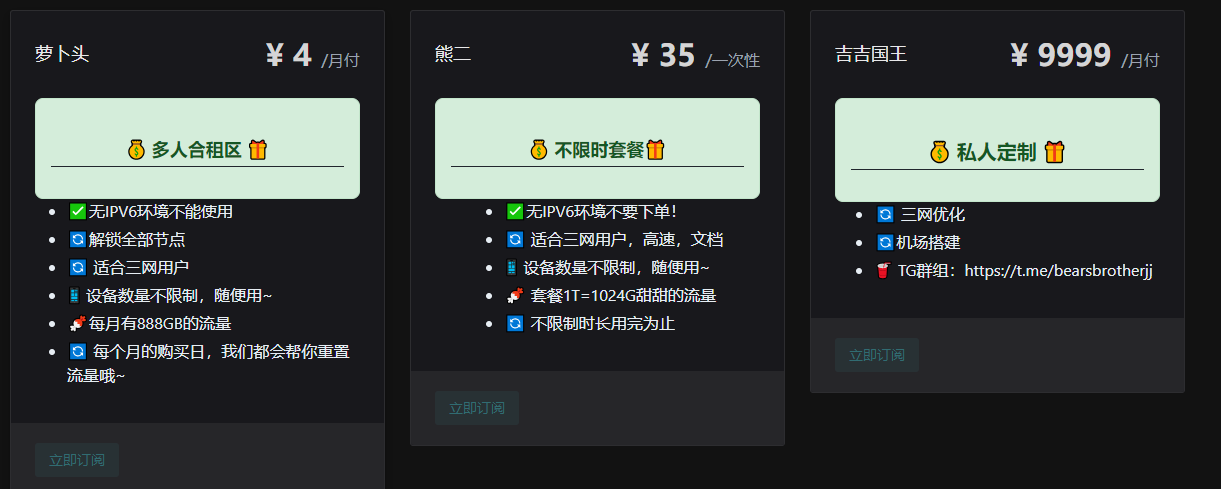 萝卜头 ¥ 4 /月付
💰 多人合租区 🎁
✅无IPV6环境不能使用
🔄解锁全部节点
🔄 适合三网用户
📱设备数量不限制，随便用~
🚀每月有888GB的流量
🔄 每个月的购买日，我们都会帮你重置
流量哦~
立即订阅
熊二 ¥ 35 /一次性
💰 不限时套餐🎁
✅无IPV6环境不要下单！
🔄 适合三网用户，高速，文档
📱设备数量不限制，随便用~
🚀 套餐1T=1024G甜甜的流量
🔄 不限制时长用完为止
立即订阅
吉吉国王 ¥ 9999 /月付
💰 私人定制 🎁
🔄 三网优化
🔄机场搭建
🥤 TG群组：https://t.me/bearsbrotherjj
立即订阅